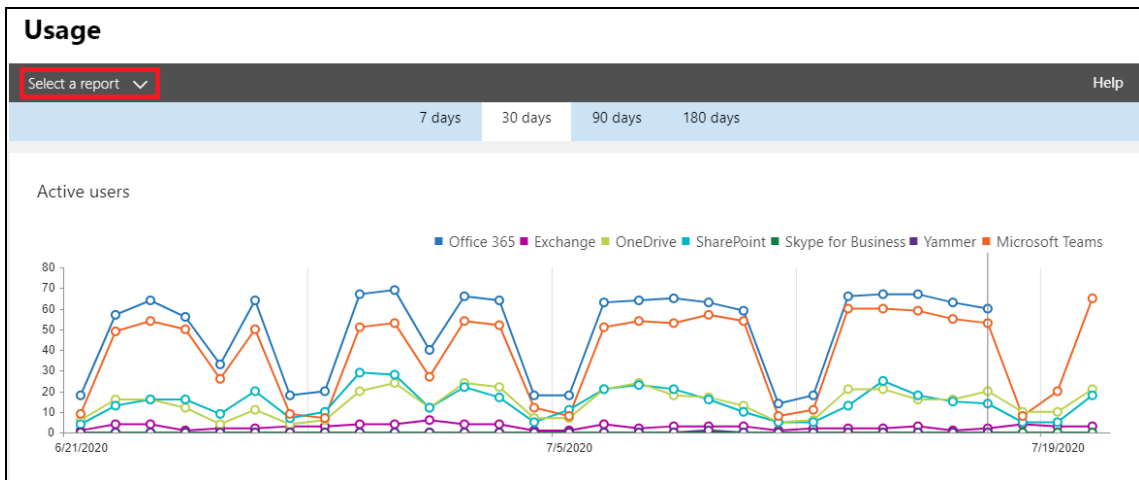 Usage
Select a report
Help
7 days 30 days 90 days 180 days
Active users
Office 365 Exchange OneDrive SharePoint Skype for Business Yammer Microsoft Teams
80
70
60
50
40
30
20
10
0
6/21/2020 7/5/2020 7/19/2020